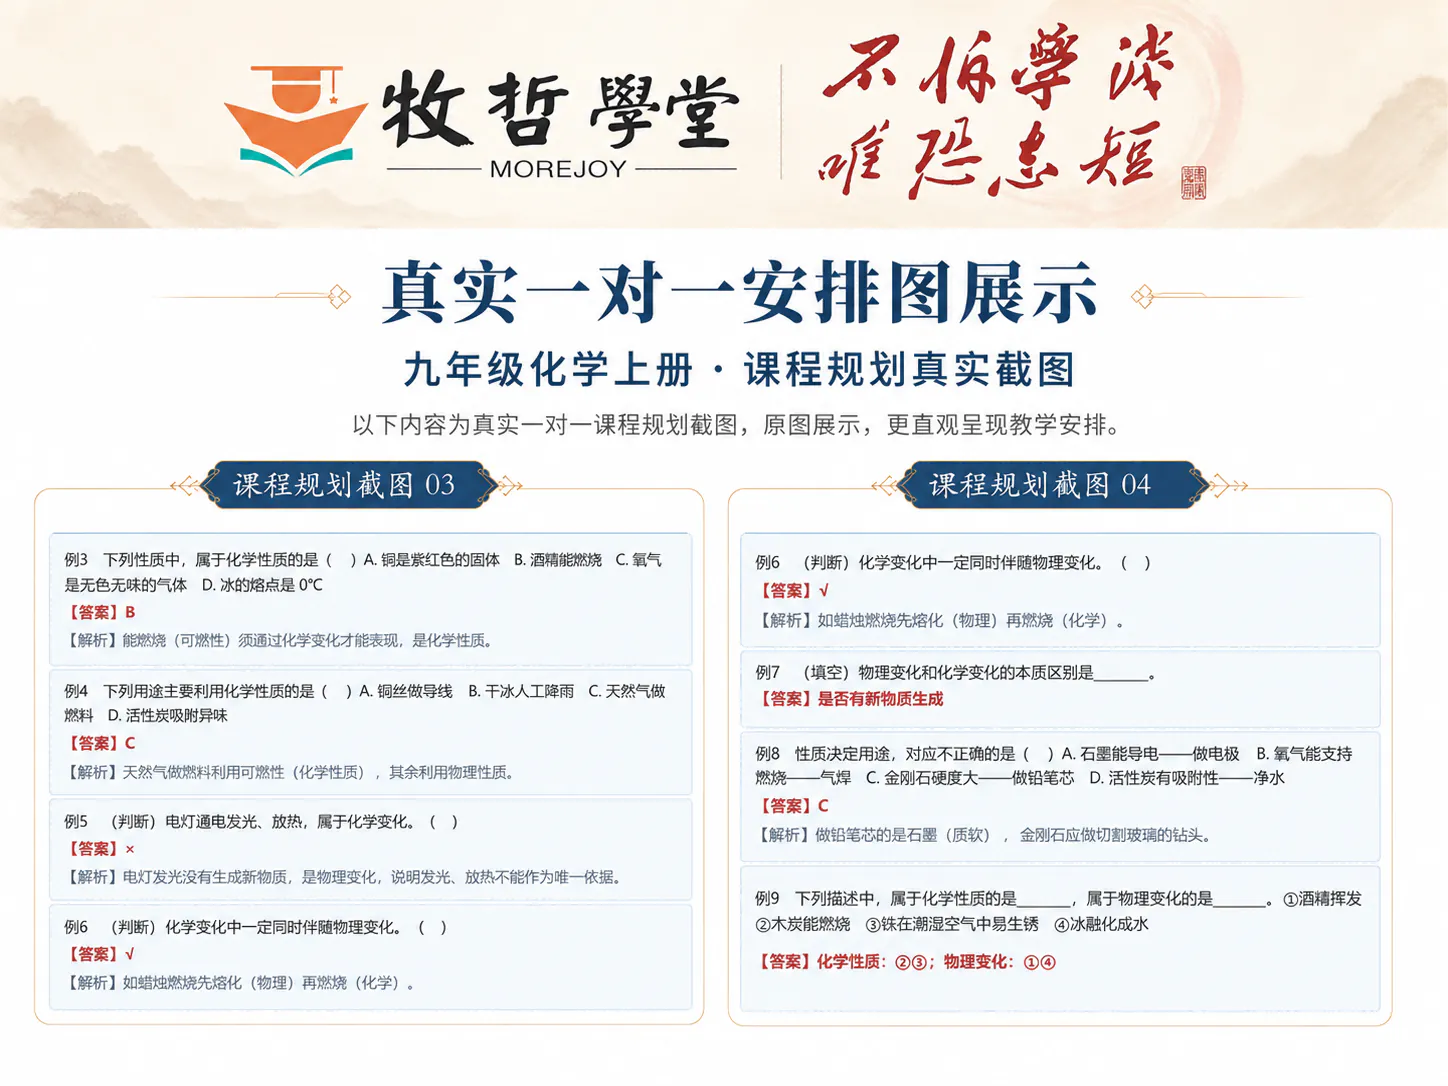 牧哲學堂
MOREJOY
不怕學淺
唯恐志短
真实一对一安排图展示
九年级化学上册·课程规划真实截图
以下内容为真实一对一课程规划截图，原图展示，更直观呈现教学安排。
课程规划截图 03
例3　下列性质中，属于化学性质的是（　）A. 铜是紫红色的固体　B. 酒精能燃烧　C. 氧气
是无色无味的气体　D. 冰的熔点是 0℃
【答案】B
【解析】能燃烧（可燃性）须通过化学变化才能表现，是化学性质。
例4　下列用途主要利用化学性质的是（　）A. 铜丝做导线　B. 干冰人工降雨　C. 天然气做
燃料　D. 活性炭吸附异味
【答案】C
【解析】天然气做燃料利用可燃性（化学性质），其余利用物理性质。
例5　（判断）电灯通电发光、放热，属于化学变化。（　）
【答案】×
【解析】电灯发光没有生成新物质，是物理变化，说明发光、放热不能作为唯一依据。
例6　（判断）化学变化中一定同时伴随物理变化。（　）
【答案】√
【解析】如蜡烛燃烧先熔化（物理）再燃烧（化学）。
课程规划截图 04
例6　（判断）化学变化中一定同时伴随物理变化。（　）
【答案】√
【解析】如蜡烛燃烧先熔化（物理）再燃烧（化学）。
例7　（填空）物理变化和化学变化的本质区别是______。
【答案】是否有新物质生成
例8　性质决定用途，对应不正确的是（　）A. 石墨能导电——做电极　B. 氧气能支持
燃烧——气焊　C. 金刚石硬度大——做铅笔芯　D. 活性炭有吸附性——净水
【答案】C
【解析】做铅笔芯的是石墨（质软），金刚石应做切割玻璃的钻头。
例9　下列描述中，属于化学性质的是______，属于物理变化的是______。①酒精挥发
②木炭能燃烧　③铁在潮湿空气中易生锈　④冰融化成水
【答案】化学性质：②③；物理变化：①④